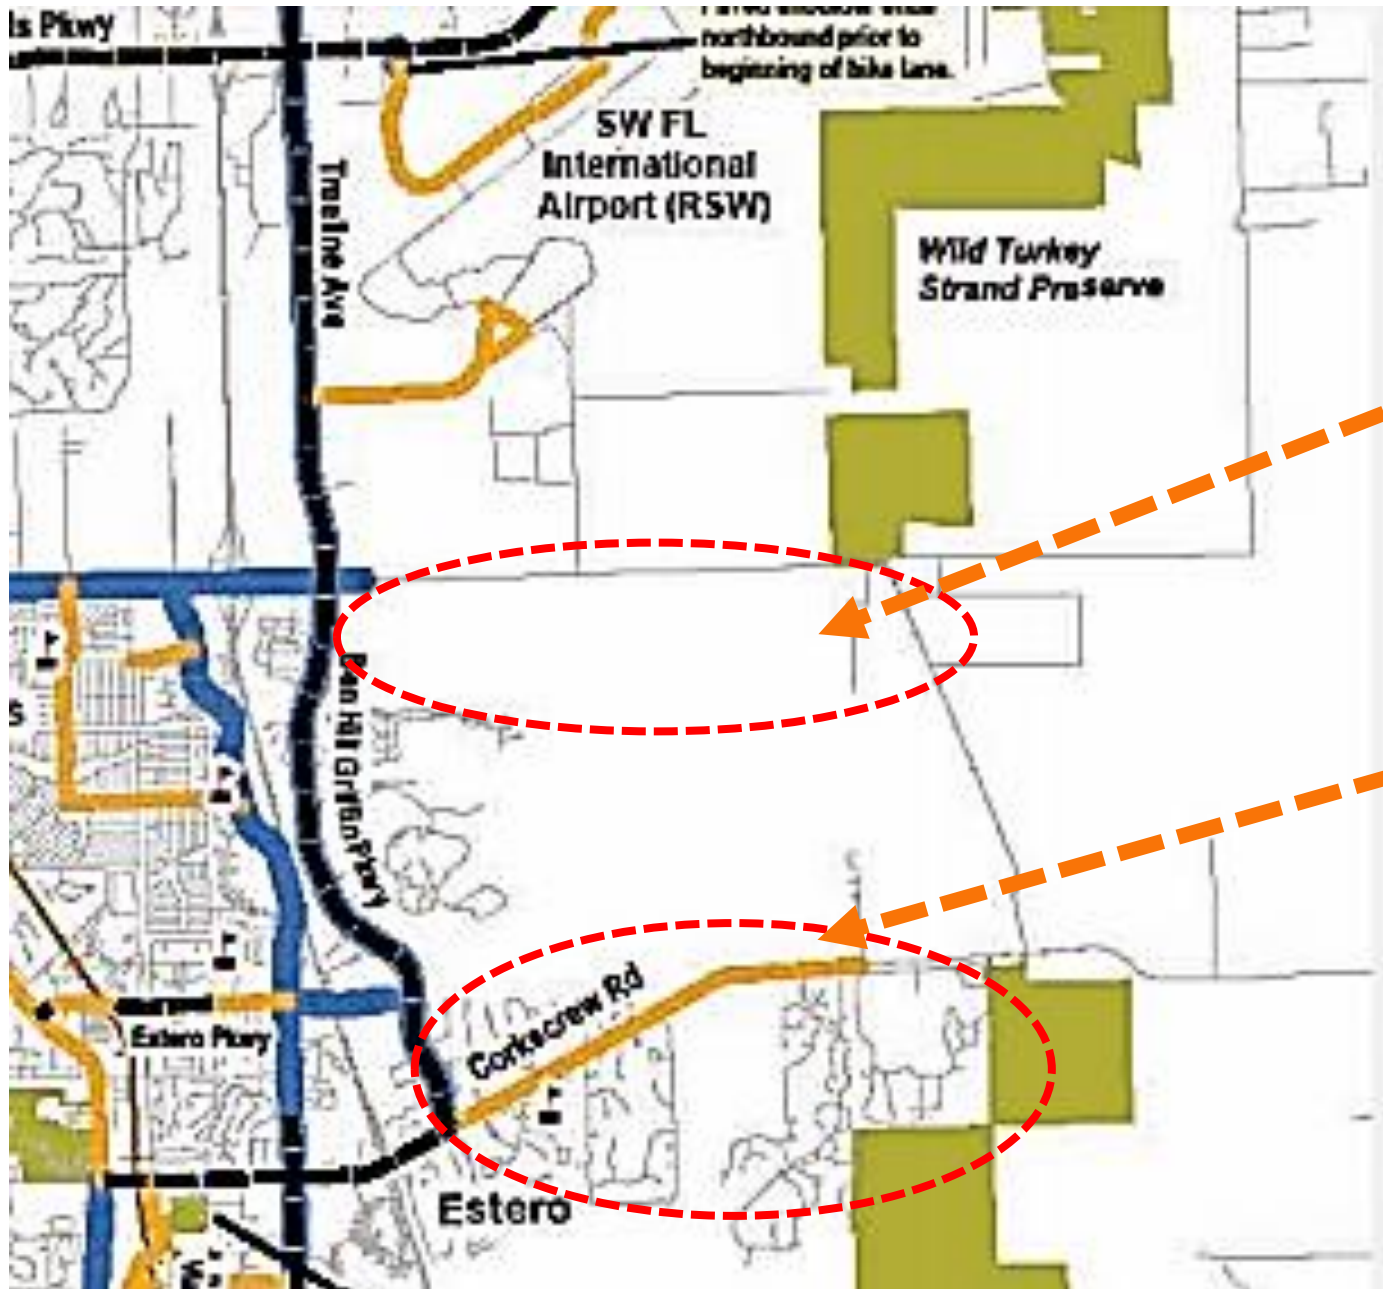 ls Pkwy
northbound prior to
beginning of bike lane.
SW FL
International
Airport (RSW)
Treeline Ave
Wild Turkey
Strand Preserve
Ben Hill Griffin Pkwy
S
Corkscrew Rd
Estero Pkwy
Estero